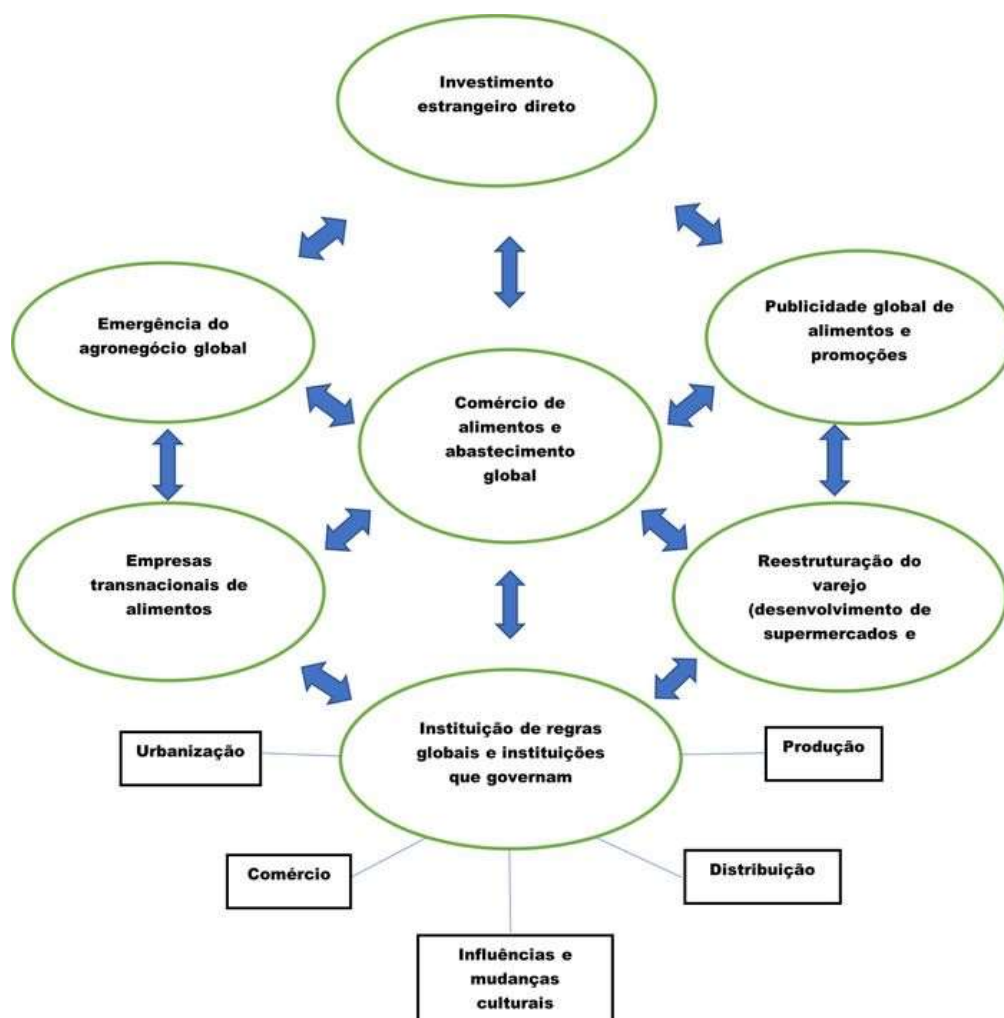 Investimento
estrangeiro direto
Emergência do
agronegócio global
Publicidade global de
alimentos e
promoções
Comércio de
alimentos e
abastecimento
global
Empresas
transnacionais de
alimentos
Reestruturação do
varejo
(desenvolvimento de
supermercados e
Instituição de regras
globais e instituições
que governam
Urbanização
Produção
Comércio
Distribuição
Influências e
mudanças
culturais